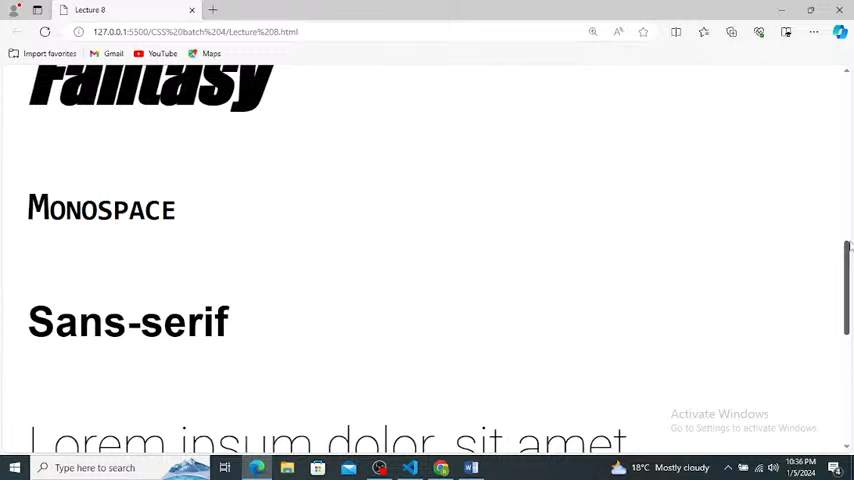 Lecture 8
127.0.0.1:5500/CSS%20batch%204/Lecture%208.html
Import favorites
Gmail
YouTube
Maps
Fantasy
Monospace
Sans-serif
Lorem ipsum dolor, sit amet
Activate Windows
Go to Settings to activate Windows.
Type here to search
18°C Mostly cloudy
10:36 PM
1/5/2024
4